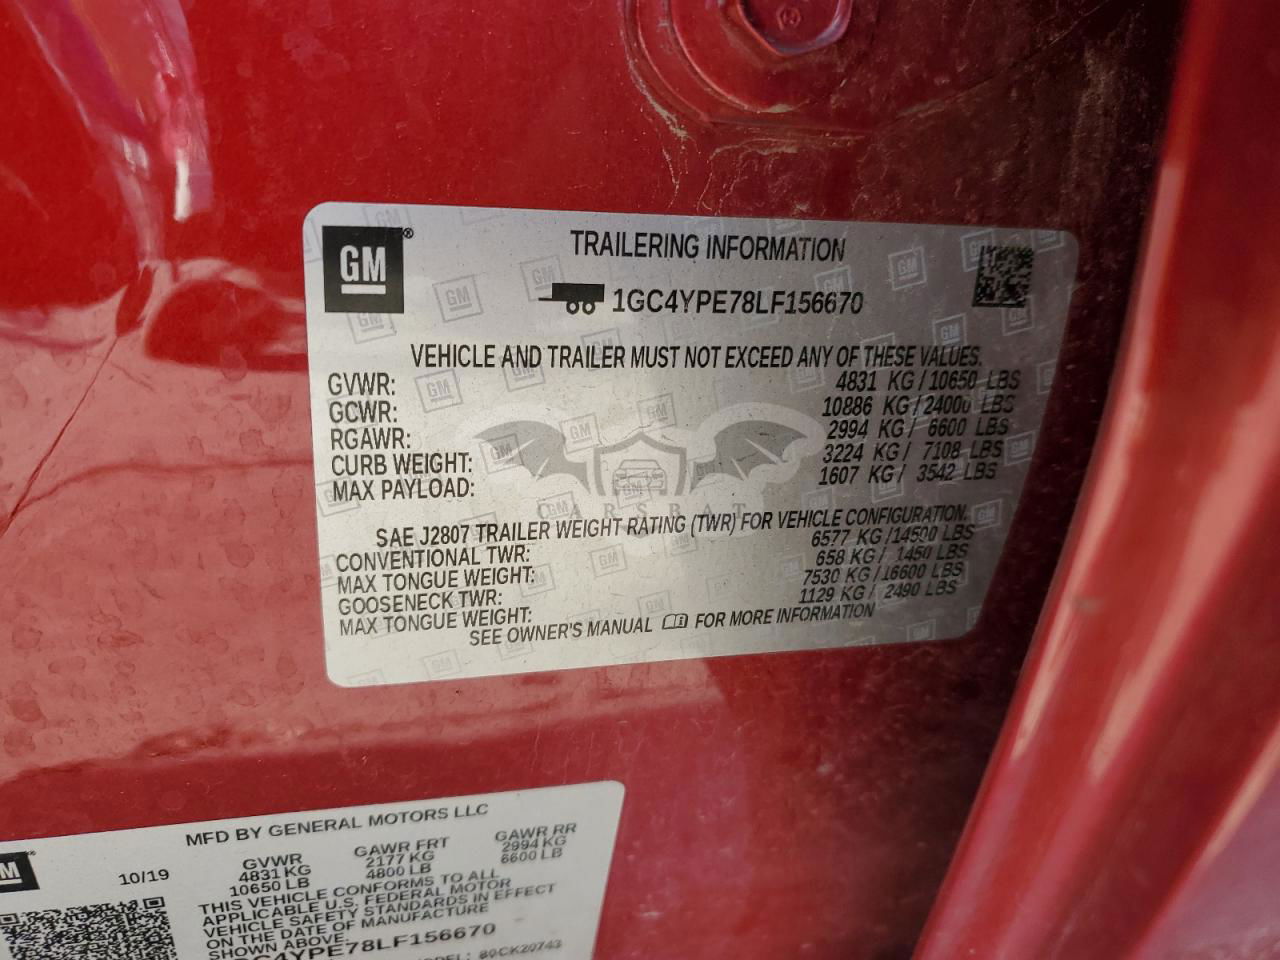 GM®
TRAILERING INFORMATION
1GC4YPE78LF156670
VEHICLE AND TRAILER MUST NOT EXCEED ANY OF THESE VALUES.
GVWR: 4831 KG/10650 LBS
GCWR: 10886 KG/24000 LBS
RGAWR: 2994 KG/ 6600 LBS
CURB WEIGHT: 3224 KG/ 7108 LBS
MAX PAYLOAD: 1607 KG/ 3542 LBS
CARSBAT
SAE J2807 TRAILER WEIGHT RATING (TWR) FOR VEHICLE CONFIGURATION.
CONVENTIONAL TWR: 6577 KG/14500 LBS
MAX TONGUE WEIGHT: 658 KG/ 1450 LBS
GOOSENECK TWR: 7530 KG/16600 LBS
MAX TONGUE WEIGHT: 1129 KG/ 2490 LBS
SEE OWNER'S MANUAL FOR MORE INFORMATION
MFD BY GENERAL MOTORS LLC
10/19 GVWR GAWR FRT GAWR RR
4831 KG 2177 KG 2994 KG
10650 LB 4800 LB 6600 LB
THIS VEHICLE CONFORMS TO ALL
APPLICABLE U.S. FEDERAL MOTOR
VEHICLE SAFETY STANDARDS IN EFFECT
ON THE DATE OF MANUFACTURE
SHOWN ABOVE.
GC4YPE78LF156670
MODEL: 80CK20743